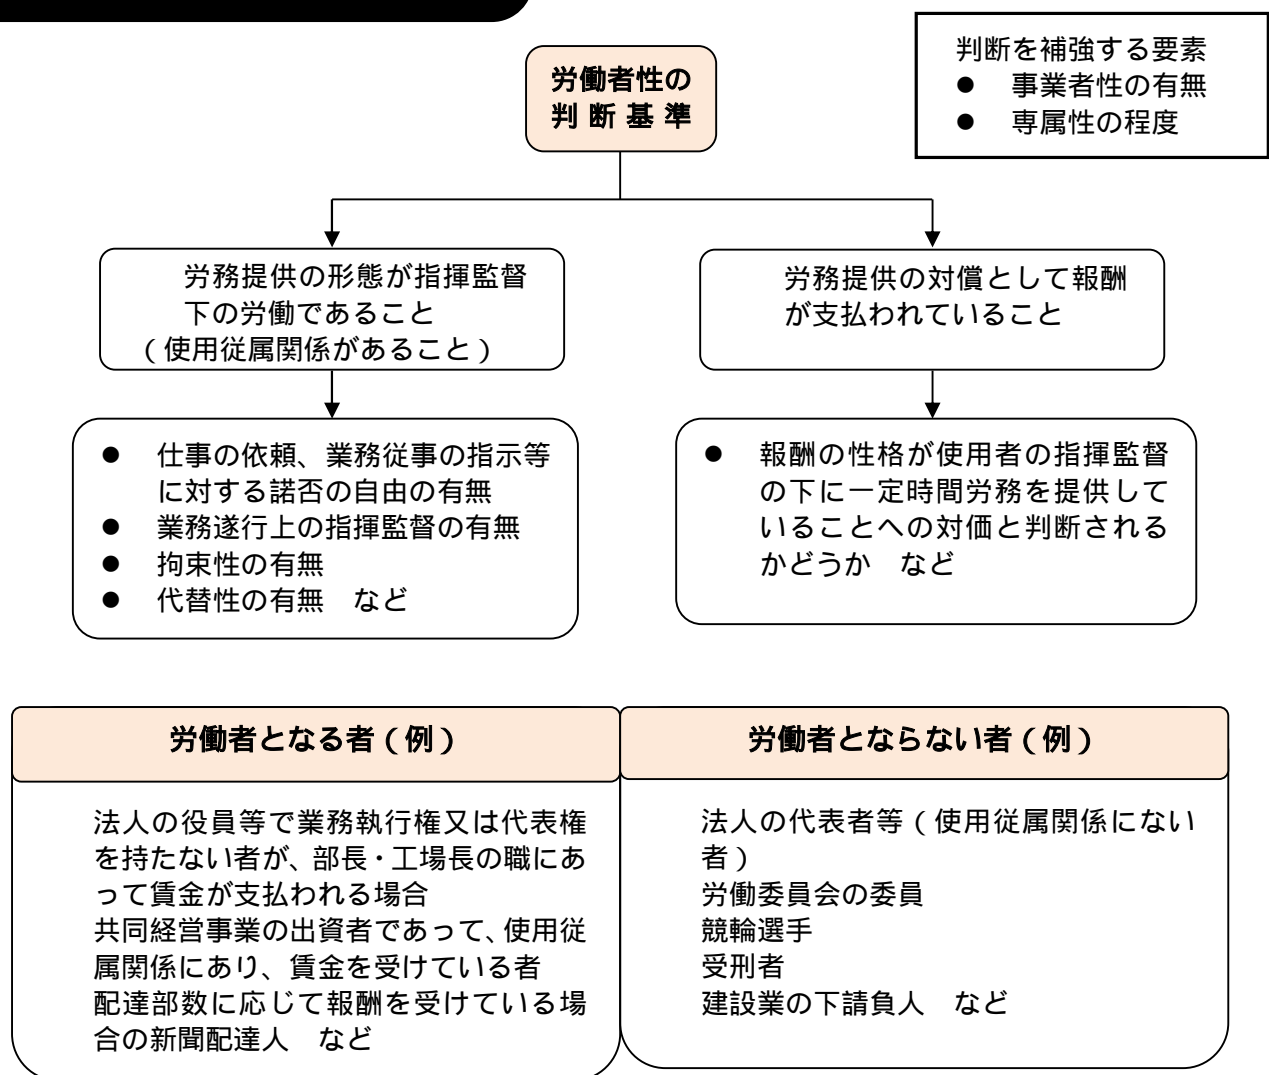 労働者性の
判断基準
判断を補強する要素
● 事業者性の有無
● 専属性の程度
労務提供の形態が指揮監督
下の労働であること
(使用従属関係があること)
労務提供の対償として報酬
が支払われていること
● 仕事の依頼、業務従事の指示等
に対する諾否の自由の有無
● 業務遂行上の指揮監督の有無
● 拘束性の有無
● 代替性の有無 など
● 報酬の性格が使用者の指揮監督
の下に一定時間労務を提供して
いることへの対価と判断される
かどうか など
労働者となる者(例)
法人の役員等で業務執行権又は代表権
を持たない者が、部長・工場長の職にあ
って賃金が支払われる場合
共同経営事業の出資者であって、使用従
属関係にあり、賃金を受けている者
配達部数に応じて報酬を受けている場
合の新聞配達人 など
労働者とならない者(例)
法人の代表者等(使用従属関係にない
者)
労働委員会の委員
競輪選手
受刑者
建設業の下請負人 など